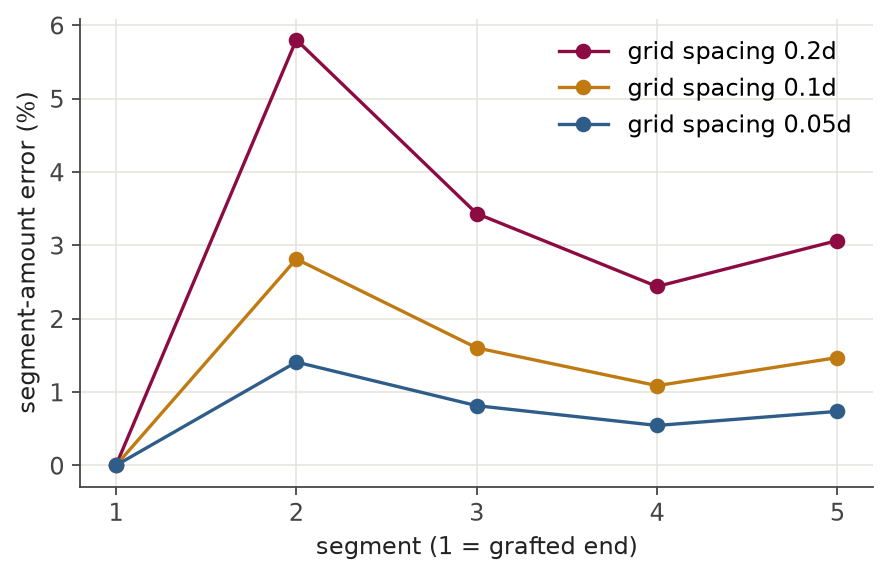 segment-amount error (%)
6
5
4
3
2
1
0
grid spacing 0.2d
grid spacing 0.1d
grid spacing 0.05d
1 2 3 4 5
segment (1 = grafted end)